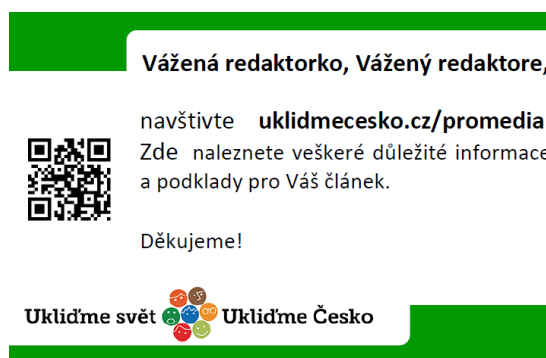 Vážená redaktorko, Vážený redaktore,
navštivte uklidmecesko.cz/promedia
Zde naleznete veškeré důležité informace
a podklady pro Váš článek.
Děkujeme!
Ukliďme svět Ukliďme Česko